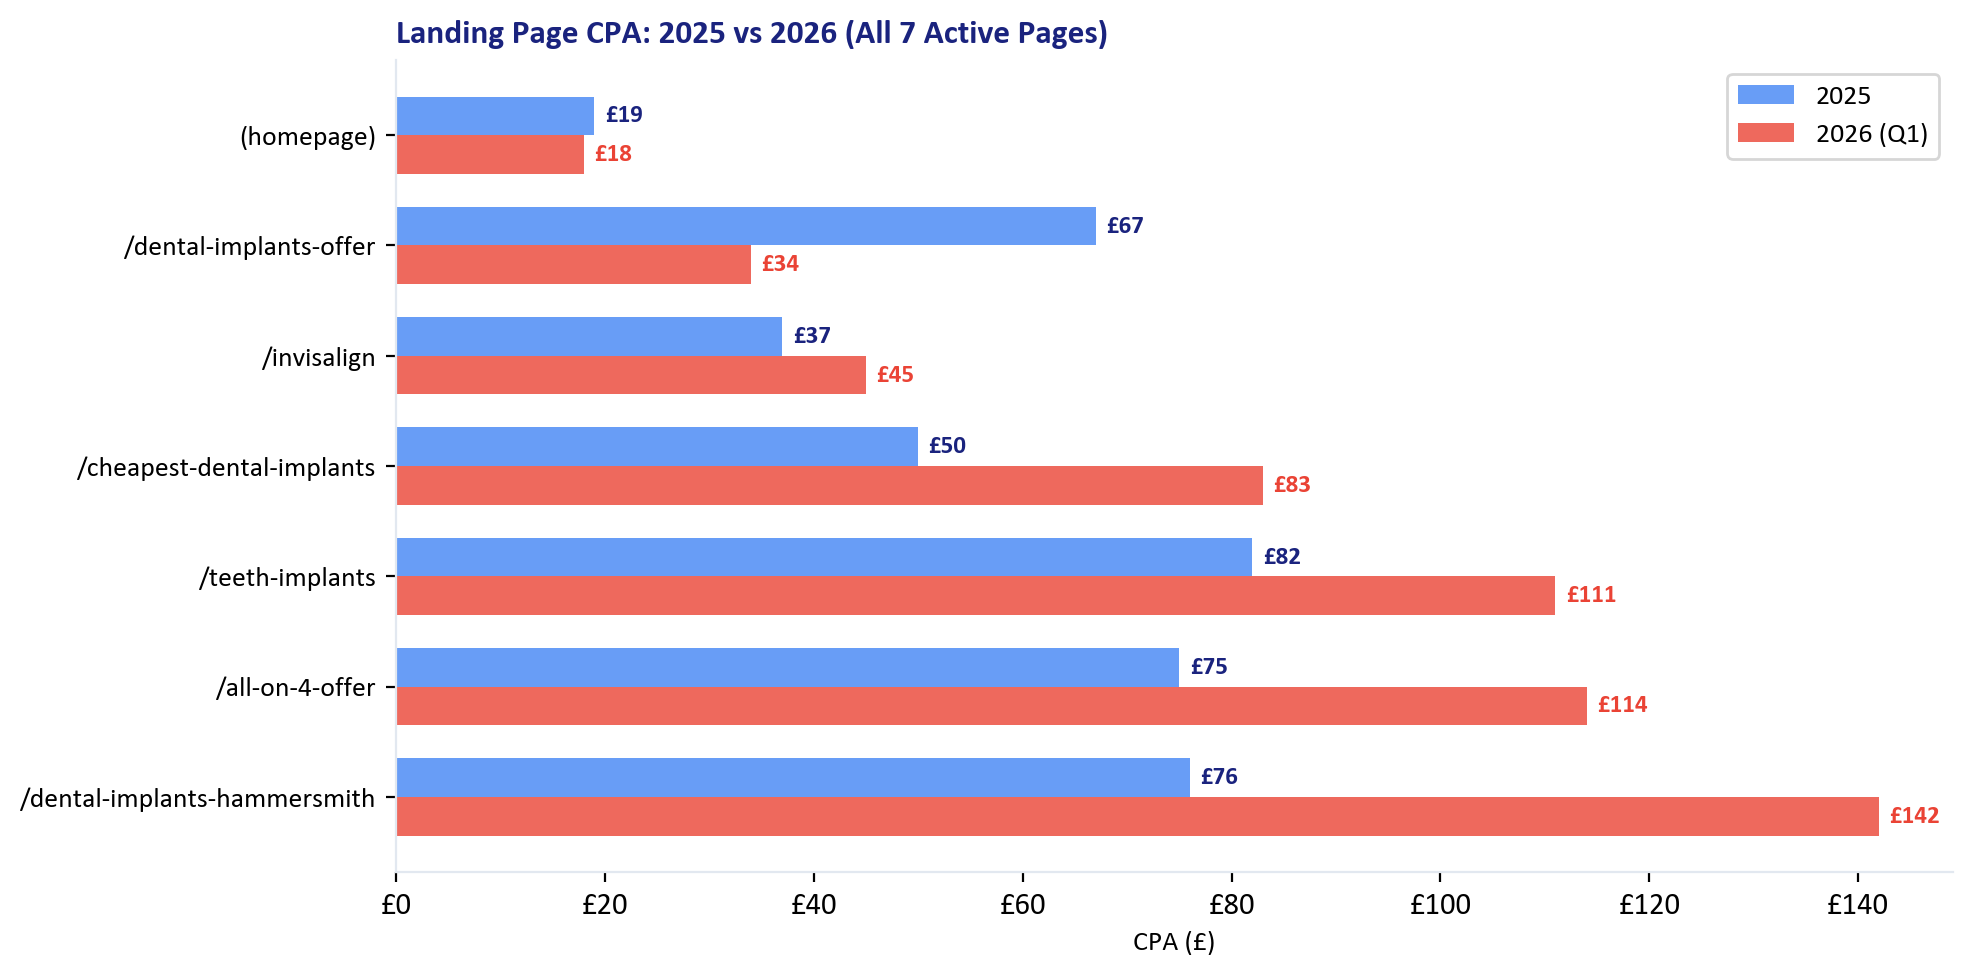 Landing Page CPA: 2025 vs 2026 (All 7 Active Pages)
2025
2026 (Q1)
(homepage)
£19
£18
/dental-implants-offer
£67
£34
/invisalign
£37
£45
/cheapest-dental-implants
£50
£83
/teeth-implants
£82
£111
/all-on-4-offer
£75
£114
/dental-implants-hammersmith
£76
£142
£0 £20 £40 £60 £80 £100 £120 £140
CPA (£)